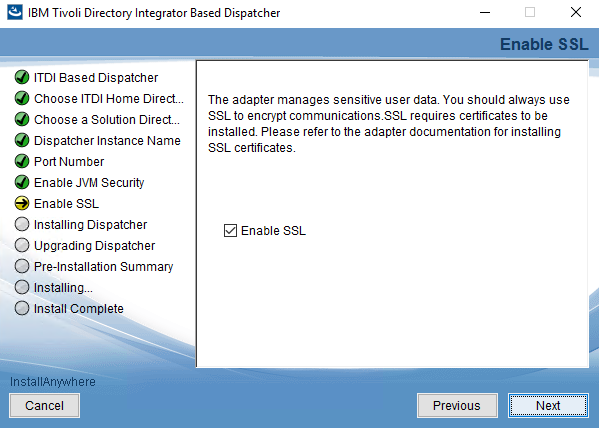 IBM Tivoli Directory Integrator Based Dispatcher
Enable SSL
ITDI Based Dispatcher
Choose ITDI Home Direct...
Choose a Solution Direct...
Dispatcher Instance Name
Port Number
Enable JVM Security
Enable SSL
Installing Dispatcher
Upgrading Dispatcher
Pre-Installation Summary
Installing...
Install Complete
The adapter manages sensitive user data. You should always use
SSL to encrypt communications.SSL requires certificates to be
installed. Please refer to the adapter documentation for installing
SSL certificates.
Enable SSL
InstallAnywhere
Cancel
Previous
Next